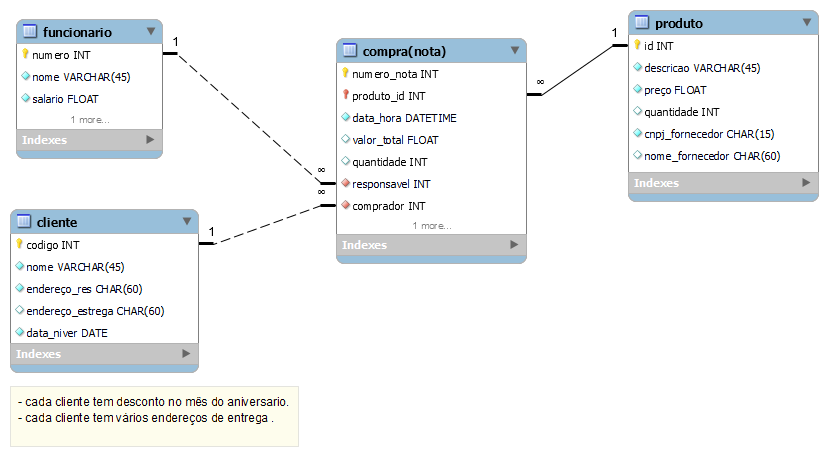 funcionario
numero INT
nome VARCHAR(45)
salario FLOAT
1 more...
Indexes
1
compra(nota)
numero_nota INT
produto_id INT
data_hora DATETIME
valor_total FLOAT
quantidade INT
responsavel INT
comprador INT
1 more...
Indexes
∞
∞
∞
1
produto
id INT
descricao VARCHAR(45)
preço FLOAT
quantidade INT
cnpj_fornecedor CHAR(15)
nome_fornecedor CHAR(60)
Indexes
cliente
codigo INT
nome VARCHAR(45)
endereço_res CHAR(60)
endereço_estrega CHAR(60)
data_niver DATE
Indexes
1
- cada cliente tem desconto no mês do aniversario.
- cada cliente tem vários endereços de entrega .